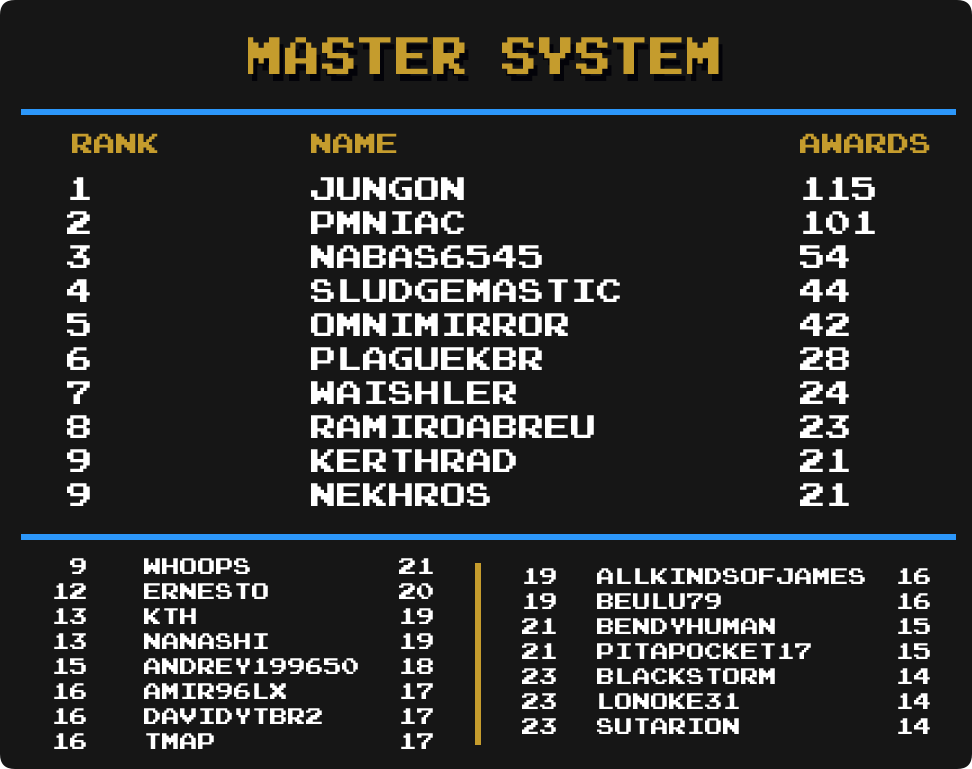 MASTER SYSTEM
RANK NAME AWARDS
1 JUNGON 115
2 PMNIAC 101
3 NABAS6545 54
4 SLUDGEMASTIC 44
5 OMNIMIRROR 42
6 PLAGUEKBR 28
7 WAISHLER 24
8 RAMIROABREU 23
9 KERTHRAD 21
9 NEKHROS 21
9 WHOOPS 21
12 ERNESTO 20
13 KTH 19
13 NANASHI 19
15 ANDREY199650 18
16 AMIR96LX 17
16 DAVIDYTBR2 17
16 TMAP 17
19 ALLKINDSOFJAMES 16
19 BEULU79 16
21 BENDYHUMAN 15
21 PITAPOCKET17 15
23 BLACKSTORM 14
23 LONOKE31 14
23 SUTARION 14